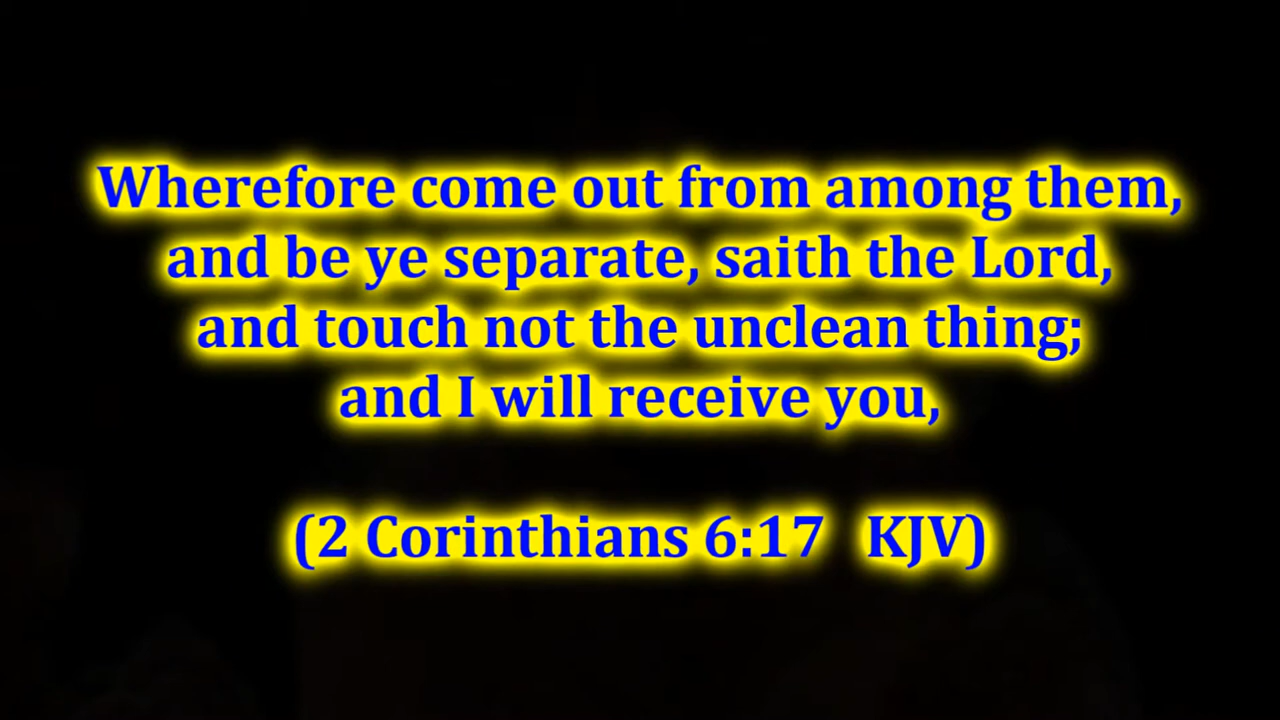 Wherefore come out from among them,
and be ye separate, saith the Lord,
and touch not the unclean thing;
and I will receive you,
(2 Corinthians 6:17 KJV)